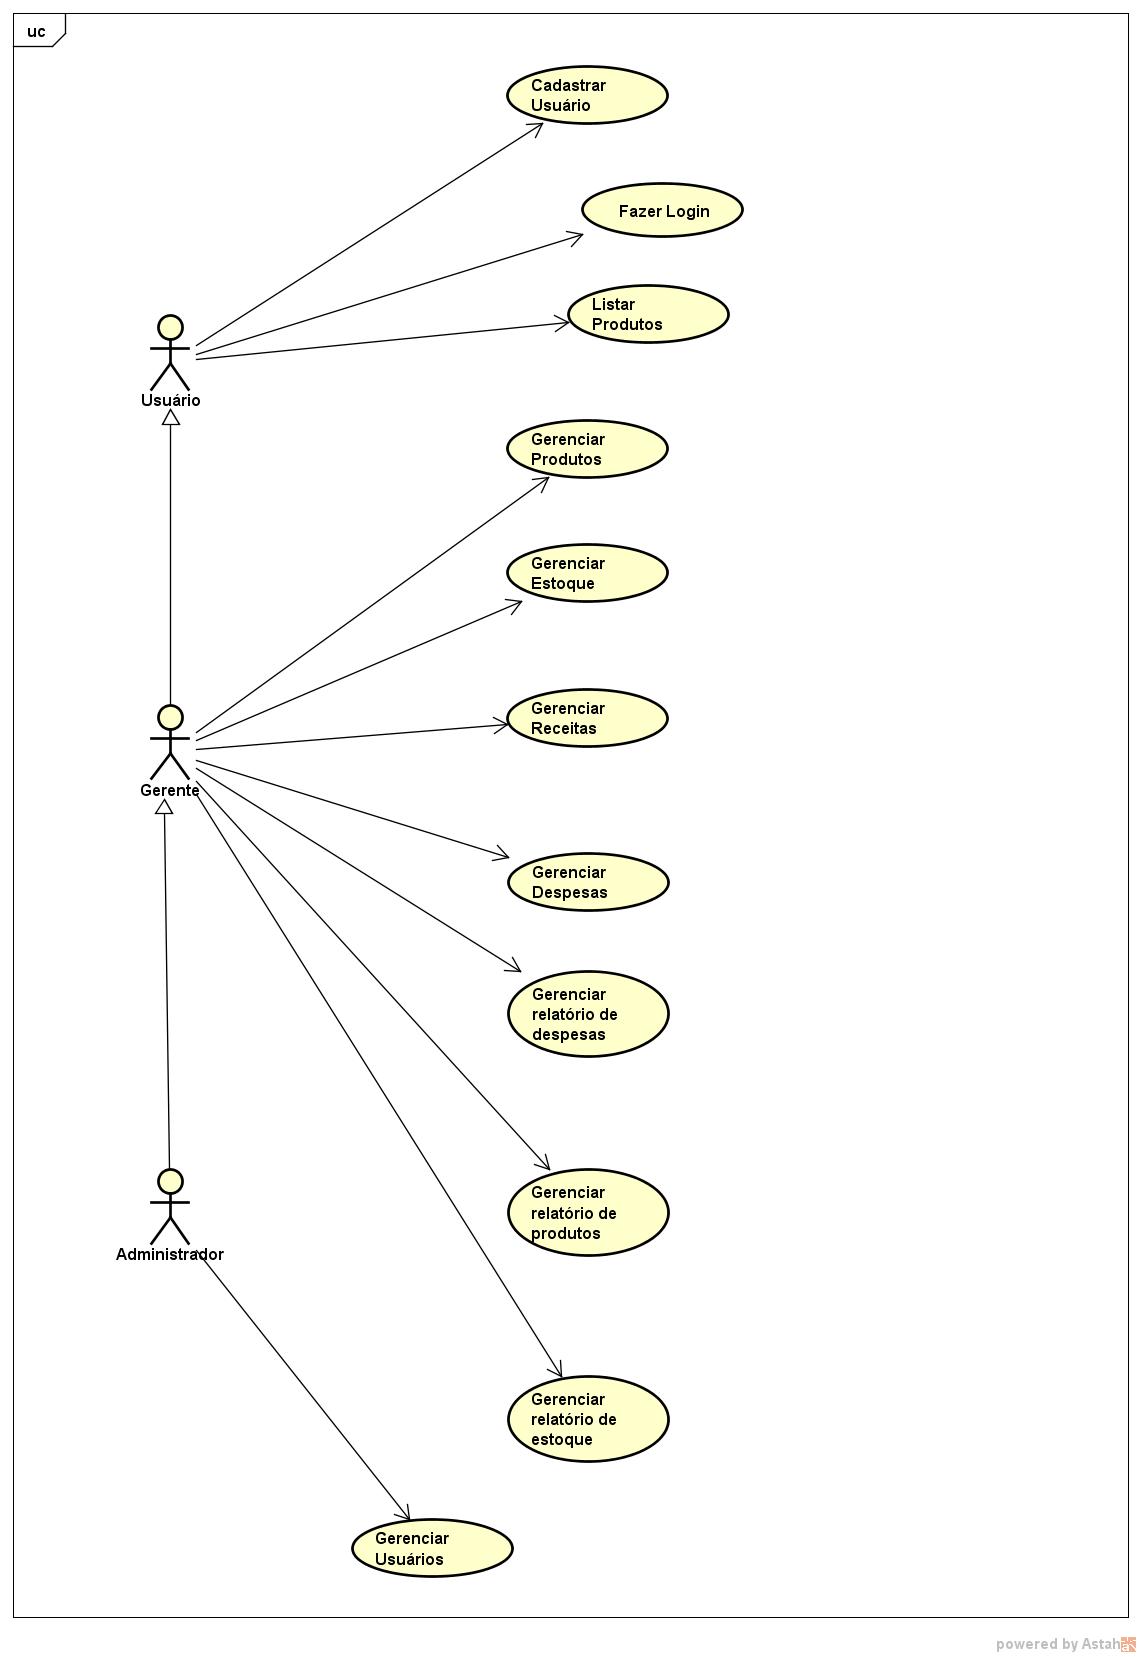 uc
Cadastrar
Usuário
Fazer Login
Listar
Produtos
Usuário
Gerenciar
Produtos
Gerenciar
Estoque
Gerenciar
Receitas
Gerente
Gerenciar
Despesas
Gerenciar
relatório de
despesas
Gerenciar
relatório de
produtos
Administrador
Gerenciar
relatório de
estoque
Gerenciar
Usuários
powered by Astah